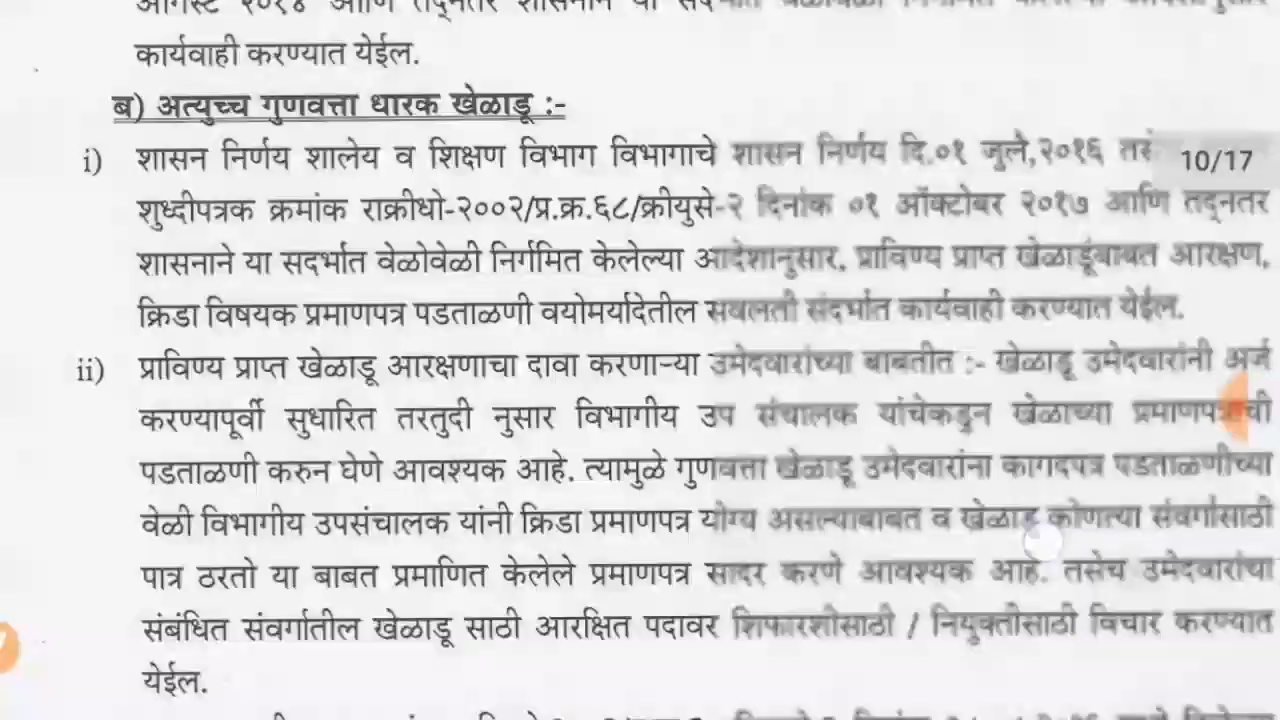 कार्यवाही करण्यात येईल.
ब) अत्युच्च गुणवत्ता धारक खेळाडू :-
i) शासन निर्णय शालेय व शिक्षण विभाग विभागाचे शासन निर्णय दि.०१ जुलै,२०१६ 10/17
शुध्दीपत्रक क्रमांक राक्रीधो-२००२/प्र.क्र.६८/क्रीयुसे-२ दिनांक ०१ ऑक्टोबर २०१७ आणि तद्नतर
शासनाने या सदर्भात वेळोवेळी निर्गमित केलेल्या आदेशानुसार, प्राविण्य प्राप्त खेळाडूंबाबत आरक्षण,
क्रिडा विषयक प्रमाणपत्र पडताळणी वयोमर्यादेतील सवलती संदर्भात कार्यवाही करण्यात येईल.
ii) प्राविण्य प्राप्त खेळाडू आरक्षणाचा दावा करणाऱ्या उमेदवारांच्या बाबतीत :- खेळाडू उमेदवारांनी अर्ज
करण्यापूर्वी सुधारित तरतुदी नुसार विभागीय उप संचालक यांचेकडून खेळाच्या प्रमाणपत्राची
पडताळणी करुन घेणे आवश्यक आहे. त्यामुळे गुणवत्ता खेळाडू उमेदवारांना कागदपत्र पडताळणीच्या
वेळी विभागीय उपसंचालक यांनी क्रिडा प्रमाणपत्र योग्य असल्याबाबत व खेळाडू कोणत्या संवर्गासाठी
पात्र ठरतो या बाबत प्रमाणित केलेले प्रमाणपत्र सादर करणे आवश्यक आहे. तसेच उमेदवारांचा
संबंधित संवर्गातील खेळाडू साठी आरक्षित पदावर शिफारशीसाठी / नियुक्तीसाठी विचार करण्यात
येईल.